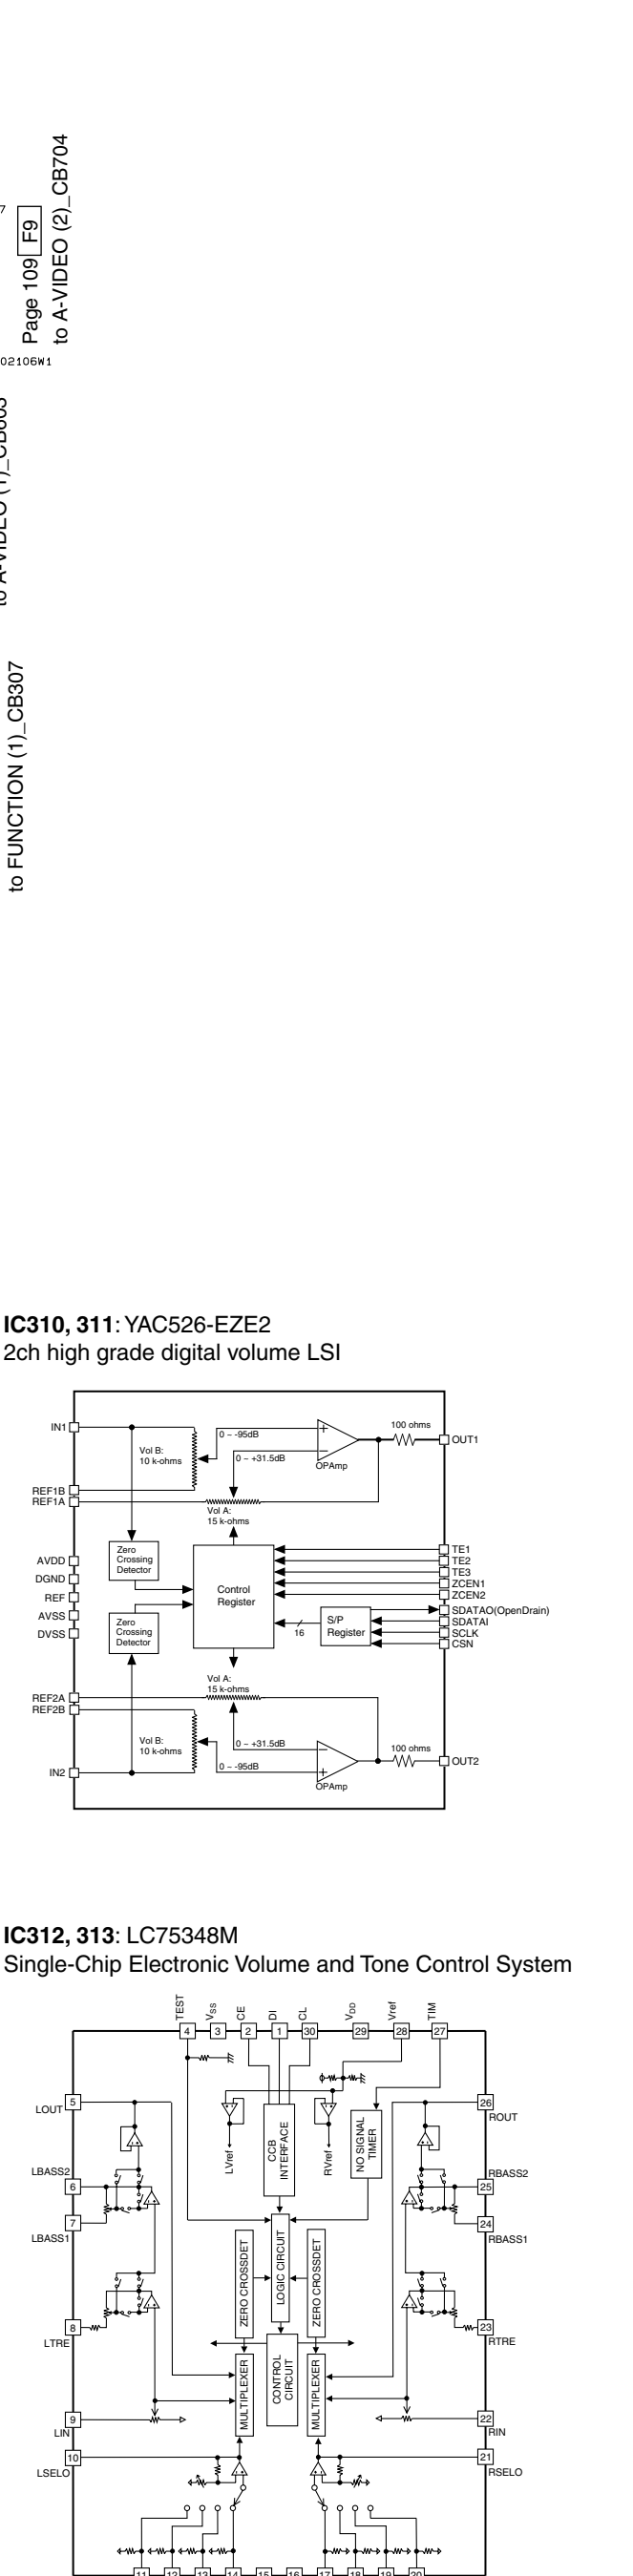 Page 109 F9
to A-VIDEO (2)_CB704
02106W1
to A-VIDEO (1)
to FUNCTION (1)_CB307
IC310, 311: YAC526-EZE2
2ch high grade digital volume LSI
IN1
Vol B:
10 k-ohms
0 – -95dB
0 – +31.5dB
OPAmp
100 ohms
OUT1
REF1B
REF1A
Vol A:
15 k-ohms
AVDD
DGND
REF
AVSS
DVSS
Zero
Crossing
Detector
Zero
Crossing
Detector
Control
Register
16
S/P
Register
TE1
TE2
TE3
ZCEN1
ZCEN2
SDATAO(OpenDrain)
SDATAI
SCLK
CSN
REF2A
REF2B
Vol A:
15 k-ohms
Vol B:
10 k-ohms
0 – +31.5dB
0 – -95dB
OPAmp
100 ohms
OUT2
IN2
IC312, 313: LC75348M
Single-Chip Electronic Volume and Tone Control System
TEST
VSS
CE
DI
CL
VDD
Vref
TIM
4
3
2
1
30
29
28
27
5
LOUT
26
ROUT
LVref
CCB
INTERFACE
RVref
NO SIGNAL
TIMER
LBASS2
6
7
LBASS1
RBASS2
25
24
RBASS1
ZERO CROSSDET
LOGIC CIRCUIT
ZERO CROSSDET
8
LTRE
23
RTRE
MULTIPLEXER
CONTROL
CIRCUIT
MULTIPLEXER
9
LIN
22
RIN
10
LSELO
21
RSELO
11
12
13
14
15
16
17
18
19
20